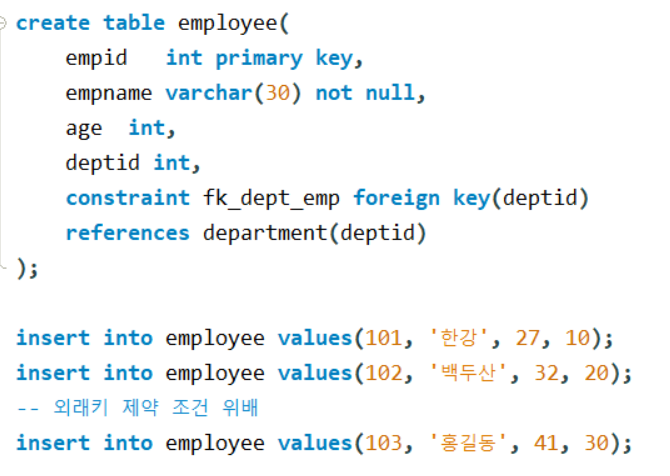 create table employee(
empid int primary key,
empname varchar(30) not null,
age int,
deptid int,
constraint fk_dept_emp foreign key(deptid)
references department(deptid)
);
insert into employee values(101, '한강', 27, 10);
insert into employee values(102, '백두산', 32, 20);
-- 외래키 제약 조건 위배
insert into employee values(103, '홍길동', 41, 30);